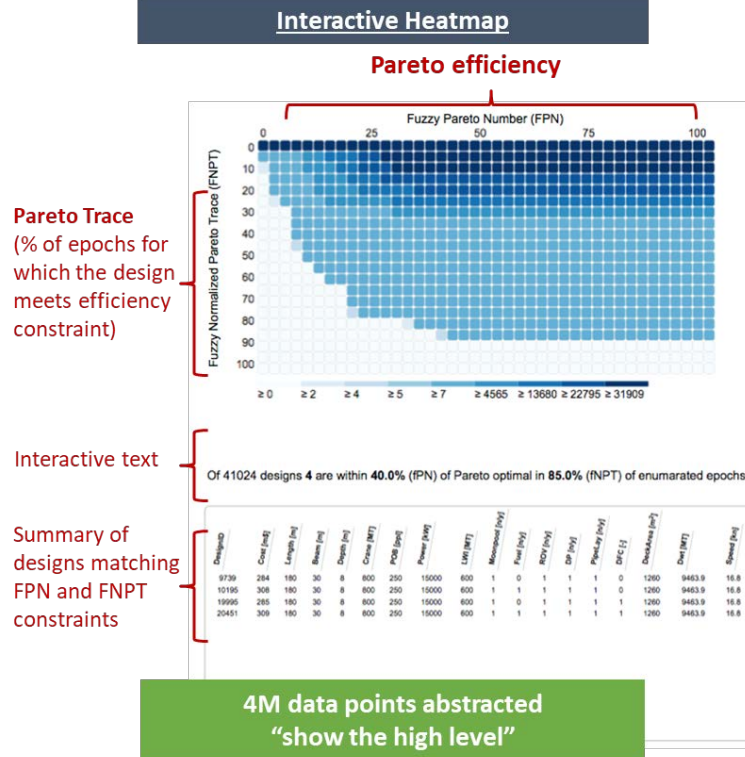 Interactive Heatmap
Pareto efficiency
Fuzzy Pareto Number (FPN)
0 25 50 75 100
Fuzzy Normalized Pareto Trace (FNPT)
0
10
20
30
40
50
60
70
80
90
100
Pareto Trace
(% of epochs for
which the design
meets efficiency
constraint)
≥ 0 ≥ 2 ≥ 4 ≥ 5 ≥ 7 ≥ 4565 ≥ 13680 ≥ 22795 ≥ 31909
Interactive text
Of 41024 designs 4 are within 40.0% (fPN) of Pareto optimal in 85.0% (fNPT) of enumarated epochs
Summary of
designs matching
FPN and FNPT
constraints
DesignID Cost [m$] Length [m] Beam [m] Depth [m] Crane [MT] POB [ppl] Power [kW] LWI [MT] Moonpool [n/y] Fuel [n/y] ROV [n/y] DP [n/y] PipeLay [n/y] DFC [-] DeckArea [m²] Dwt [MT] Speed [kn]
9739 284 180 30 8 800 250 15000 600 1 0 1 1 1 0 1260 9463.9 16.8
10195 308 180 30 8 800 250 15000 600 1 1 1 1 1 0 1260 9463.9 16.8
19995 285 180 30 8 800 250 15000 600 1 0 1 1 1 1 1260 9463.9 16.8
20451 309 180 30 8 800 250 15000 600 1 1 1 1 1 1 1260 9463.9 16.8
4M data points abstracted
“show the high level”